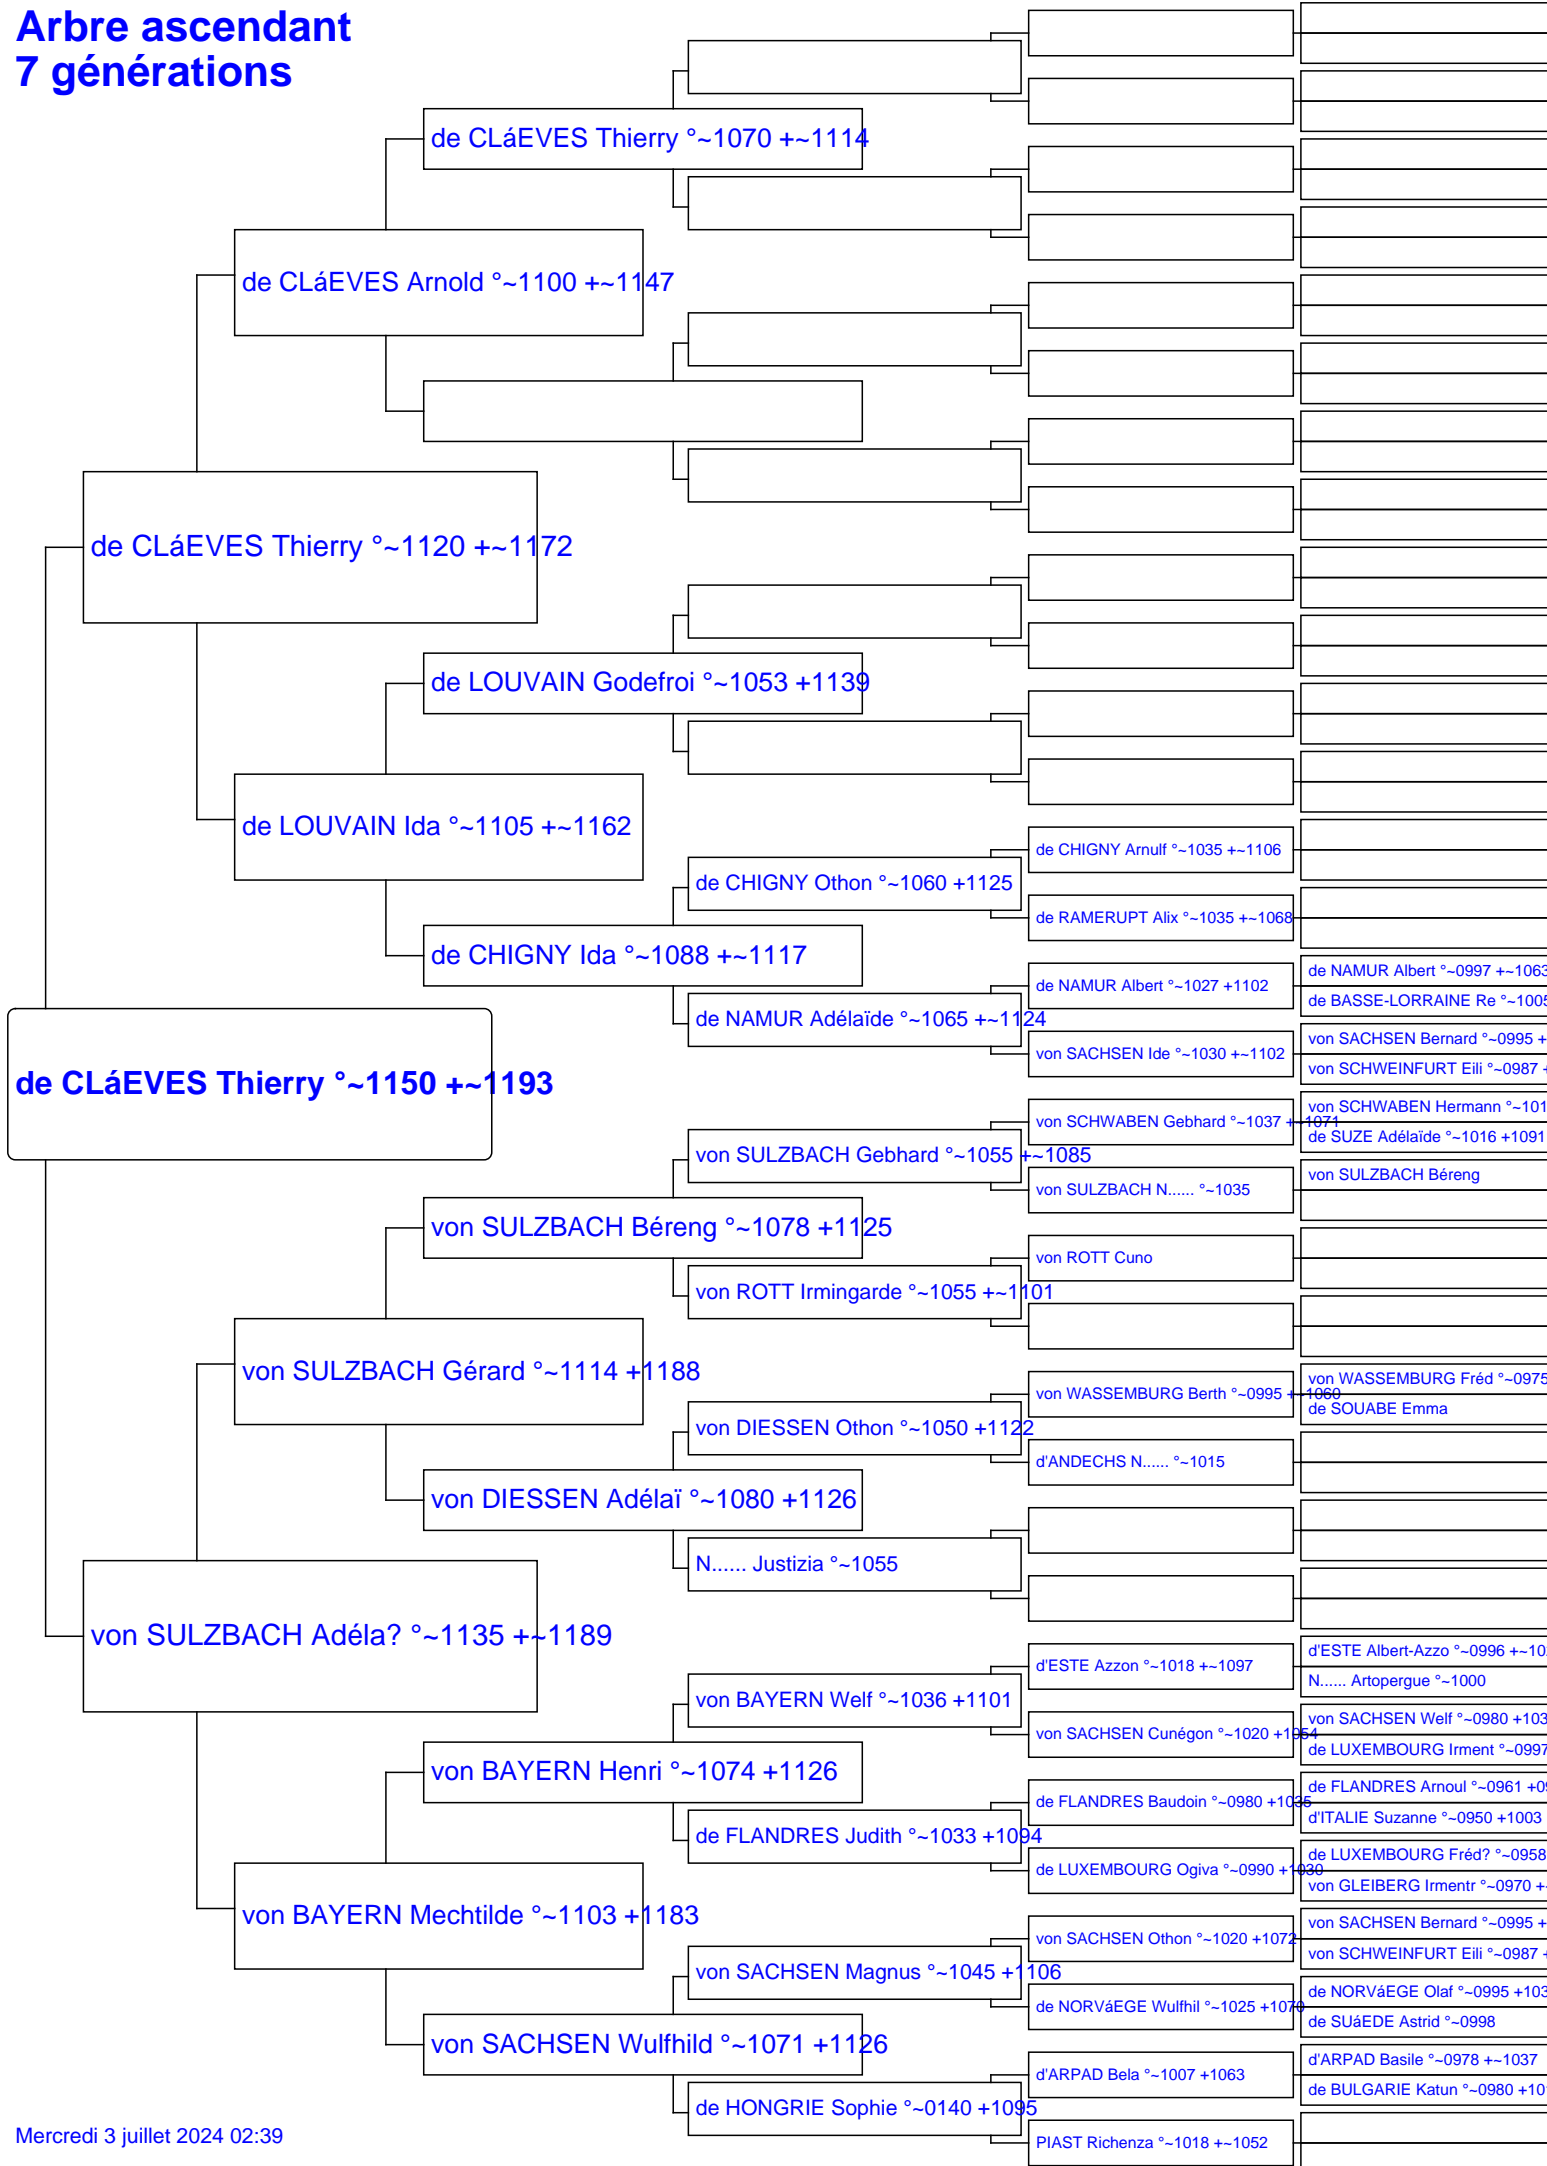 Arbre ascendant
7 générations
de CLáEVES Thierry °~1070 +~1114
de CLáEVES Arnold °~1100 +~1147
de CLáEVES Thierry °~1120 +~1172
de LOUVAIN Godefroi °~1053 +1139
de LOUVAIN Ida °~1105 +~1162
de CHIGNY Arnulf °~1035 +~1106
de CHIGNY Othon °~1060 +1125
de RAMERUPT Alix °~1035 +~1068
de CHIGNY Ida °~1088 +~1117
de NAMUR Albert °~0997 +~1063
de NAMUR Albert °~1027 +1102
de BASSE-LORRAINE Re °~1005
de NAMUR Adélaïde °~1065 +~1124
von SACHSEN Bernard °~0995 +
von SACHSEN Ide °~1030 +~1102
von SCHWEINFURT Eili °~0987 +
de CLáEVES Thierry °~1150 +~1193
von SCHWABEN Hermann °~101
von SCHWABEN Gebhard °~1037 +~1071
de SUZE Adélaïde °~1016 +1091
von SULZBACH Gebhard °~1055 +~1085
von SULZBACH Béreng
von SULZBACH N...... °~1035
von SULZBACH Béreng °~1078 +1125
von ROTT Cuno
von ROTT Irmingarde °~1055 +~1101
von SULZBACH Gérard °~1114 +1188
von WASSEMBURG Fréd °~0975
von WASSEMBURG Berth °~0995 +~1060
de SOUABE Emma
von DIESSEN Othon °~1050 +1122
d'ANDECHS N...... °~1015
von DIESSEN Adélaï °~1080 +1126
N...... Justizia °~1055
von SULZBACH Adéla? °~1135 +~1189
d'ESTE Albert-Azzo °~0996 +~10
d'ESTE Azzon °~1018 +~1097
N...... Artopergue °~1000
von BAYERN Welf °~1036 +1101
von SACHSEN Welf °~0980 +103
von SACHSEN Cunégon °~1020 +1054
de LUXEMBOURG Irment °~0997
von BAYERN Henri °~1074 +1126
de FLANDRES Arnoul °~0961 +09
de FLANDRES Baudoin °~0980 +1035
d'ITALIE Suzanne °~0950 +1003
de FLANDRES Judith °~1033 +1094
de LUXEMBOURG Fréd? °~0958
de LUXEMBOURG Ogiva °~0990 +1030
von GLEIBERG Irmentr °~0970 +
von BAYERN Mechtilde °~1103 +1183
von SACHSEN Bernard °~0995 +
von SACHSEN Othon °~1020 +1072
von SCHWEINFURT Eili °~0987 +
von SACHSEN Magnus °~1045 +1106
de NORVáEGE Olaf °~0995 +103
de NORVáEGE Wulfhil °~1025 +1070
de SUáEDE Astrid °~0998
von SACHSEN Wulfhild °~1071 +1126
d'ARPAD Basile °~0978 +~1037
d'ARPAD Bela °~1007 +1063
de BULGARIE Katun °~0980 +10
de HONGRIE Sophie °~0140 +1095
PIAST Richenza °~1018 +~1052
Mercredi 3 juillet 2024 02:39